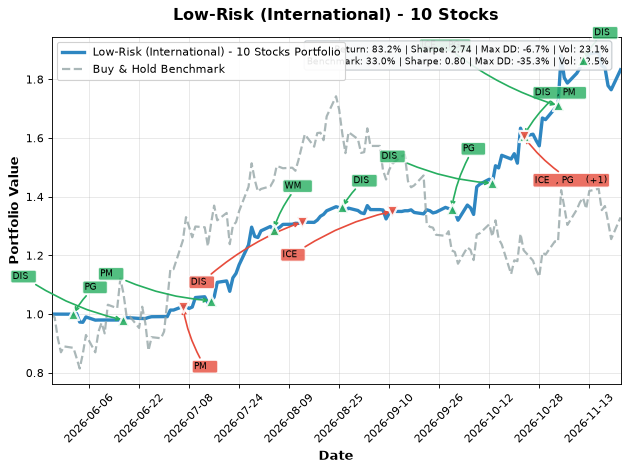 Low-Risk (International) - 10 Stocks
DIS
Low-Risk (International) - 10 Stocks Portfolio
Buy & Hold Benchmark
83.2% | Sharpe: 2.74 | Max DD: -6.7% | Vol: 23.1%
33.0% | Sharpe: 0.80 | Max DD: -35.3% | Vol:
DIS , PM
DIS
PG
ICE , PG (+1)
WM
DIS
ICE
DIS
DIS
PM
PG
PM
Portfolio Value
1.8
1.6
1.4
1.2
1.0
0.8
2026-06-06
2026-06-22
2026-07-08
2026-07-24
2026-08-09
2026-08-25
2026-09-10
2026-09-26
2026-10-12
2026-10-28
2026-11-13
Date